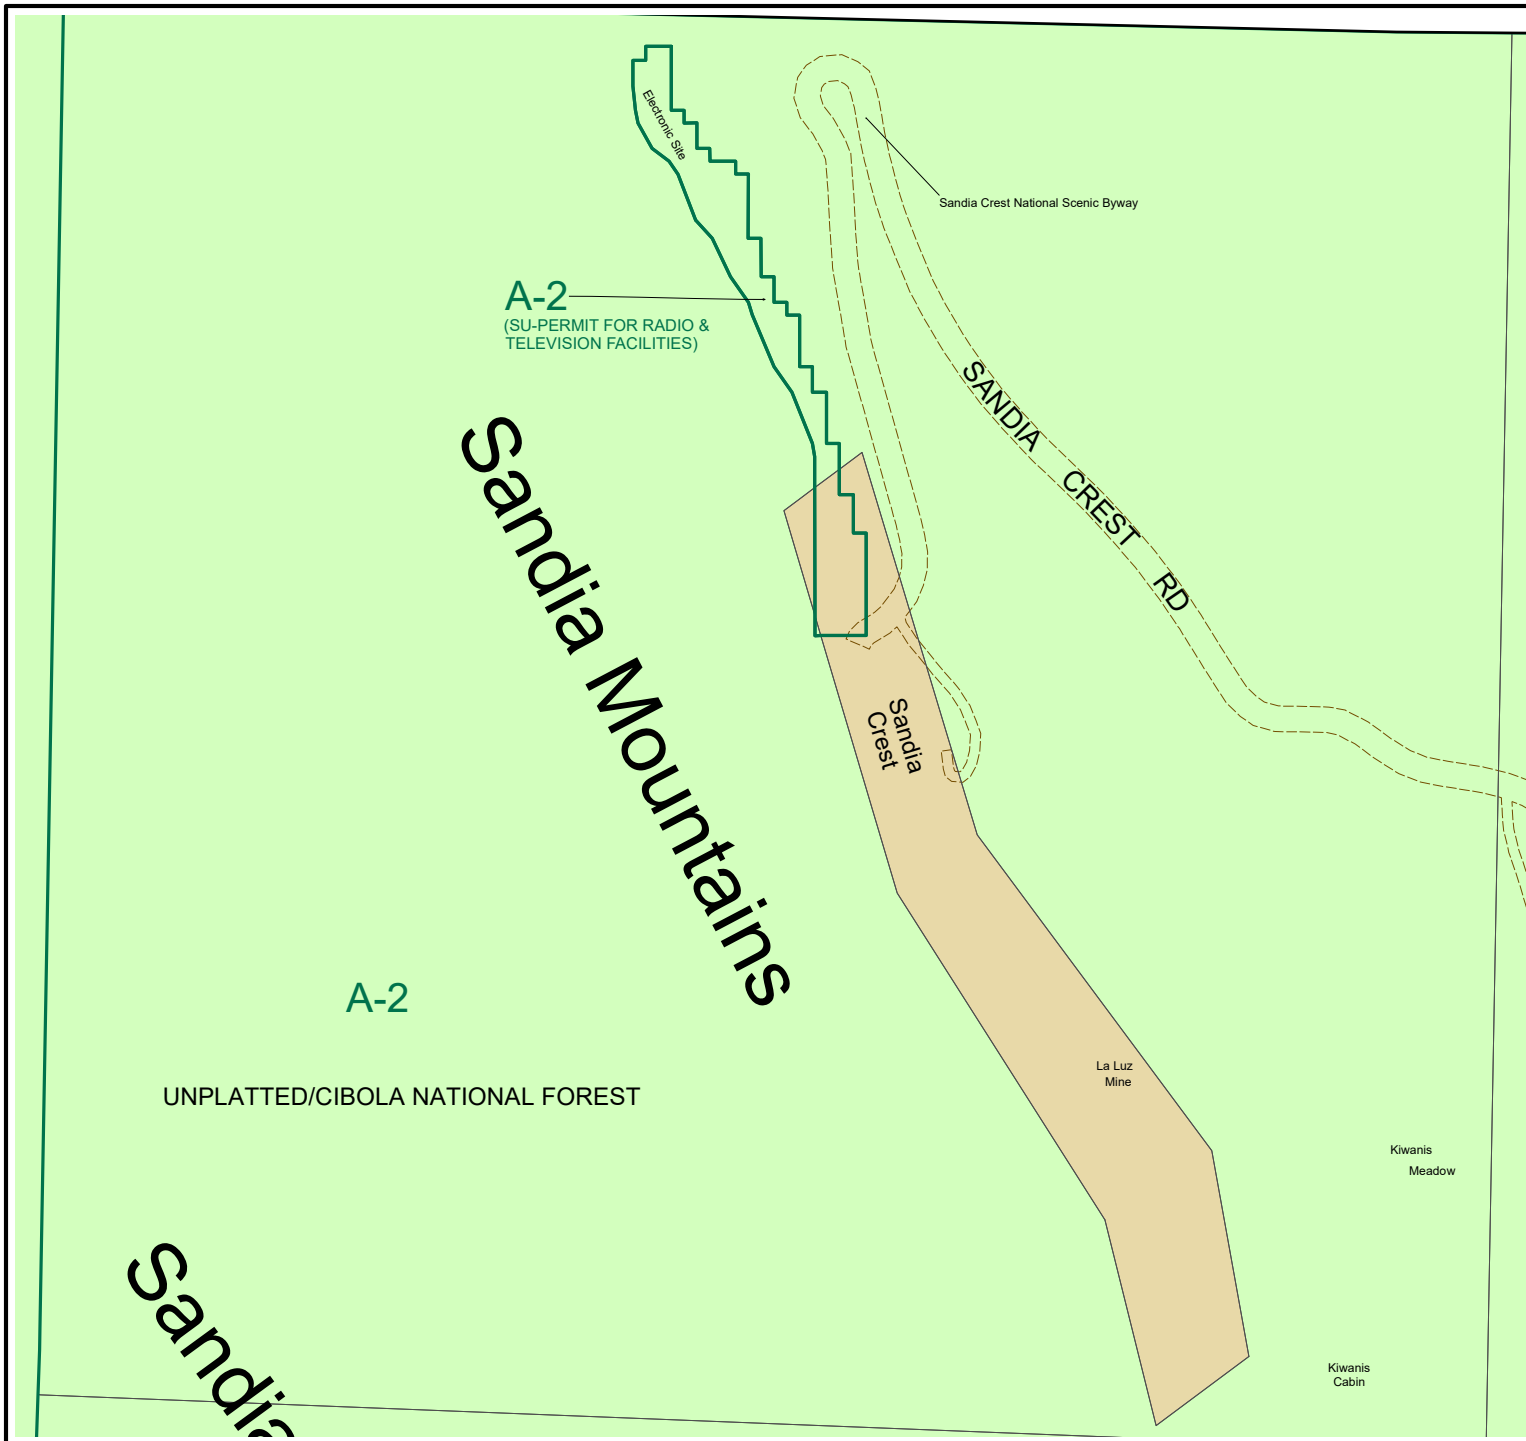 Electronic Site
Sandia Crest National Scenic Byway
A-2
(SU-PERMIT FOR RADIO &
TELEVISION FACILITIES)
SANDIA CREST RD
Sandia Mountains
Sandia
Crest
A-2
UNPLATTED/CIBOLA NATIONAL FOREST
La Luz
Mine
Kiwanis
Meadow
Sandia
Kiwanis
Cabin